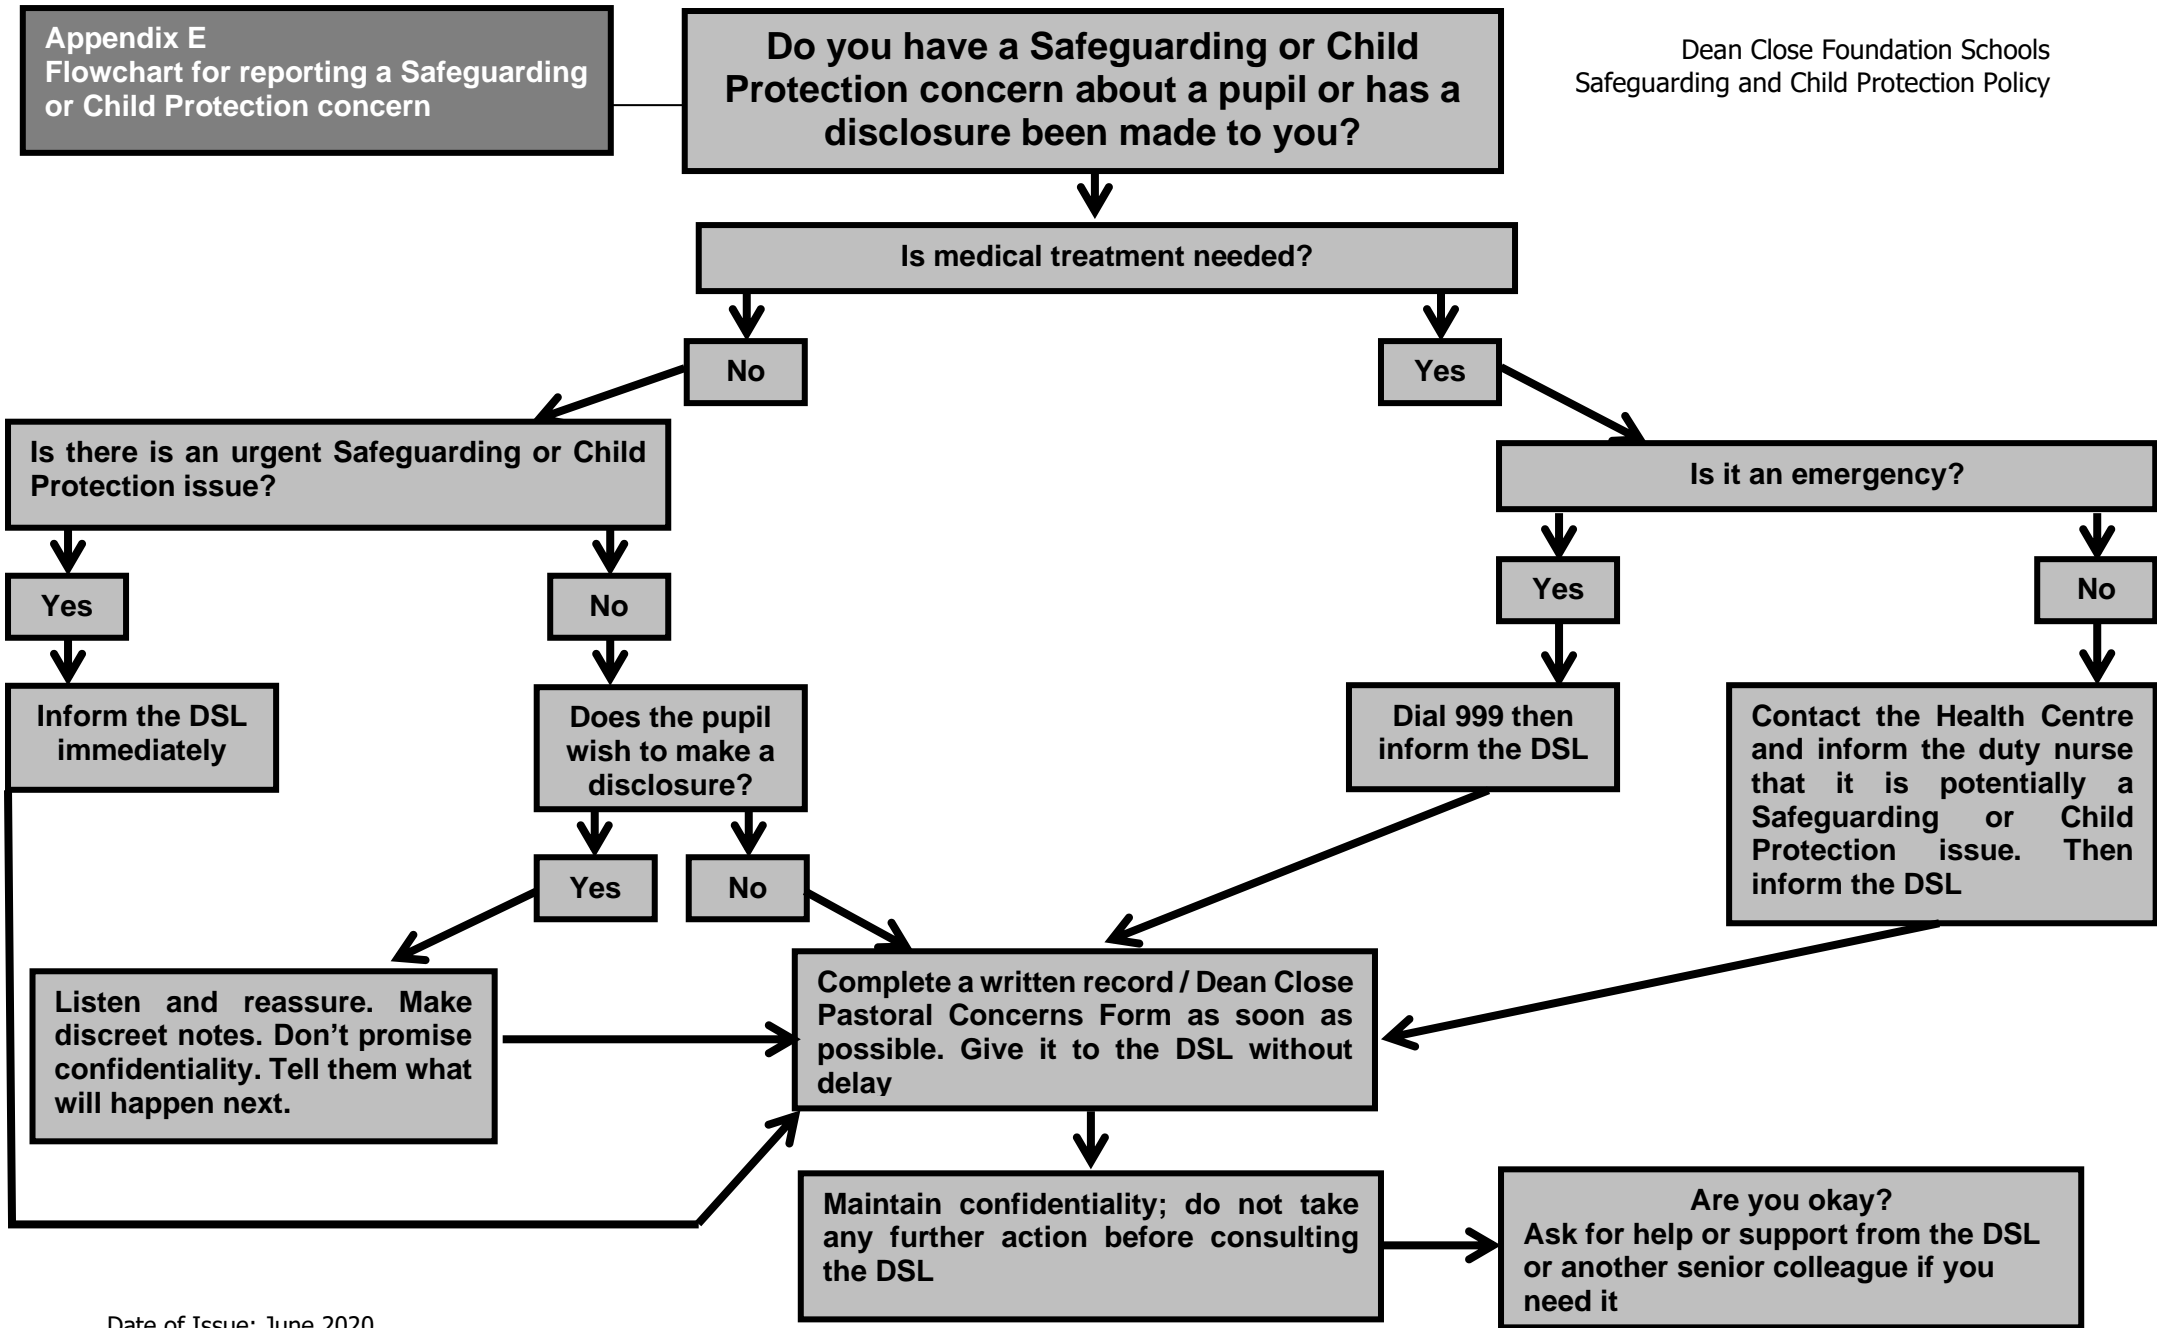 Appendix E
Flowchart for reporting a Safeguarding
or Child Protection concern
Do you have a Safeguarding or Child
Protection concern about a pupil or has a
disclosure been made to you?
Dean Close Foundation Schools
Safeguarding and Child Protection Policy
Is medical treatment needed?
No
Yes
Is there is an urgent Safeguarding or Child
Protection issue?
Is it an emergency?
Yes
No
Yes
No
Inform the DSL
immediately
Does the pupil
wish to make a
disclosure?
Dial 999 then
inform the DSL
Contact the Health Centre
and inform the duty nurse
that it is potentially a
Safeguarding or Child
Protection issue. Then
inform the DSL
Yes
No
Listen and reassure. Make
discreet notes. Don’t promise
confidentiality. Tell them what
will happen next.
Complete a written record / Dean Close
Pastoral Concerns Form as soon as
possible. Give it to the DSL without
delay
Maintain confidentiality; do not take
any further action before consulting
the DSL
Are you okay?
Ask for help or support from the DSL
or another senior colleague if you
need it
Date of Issue: June 2020